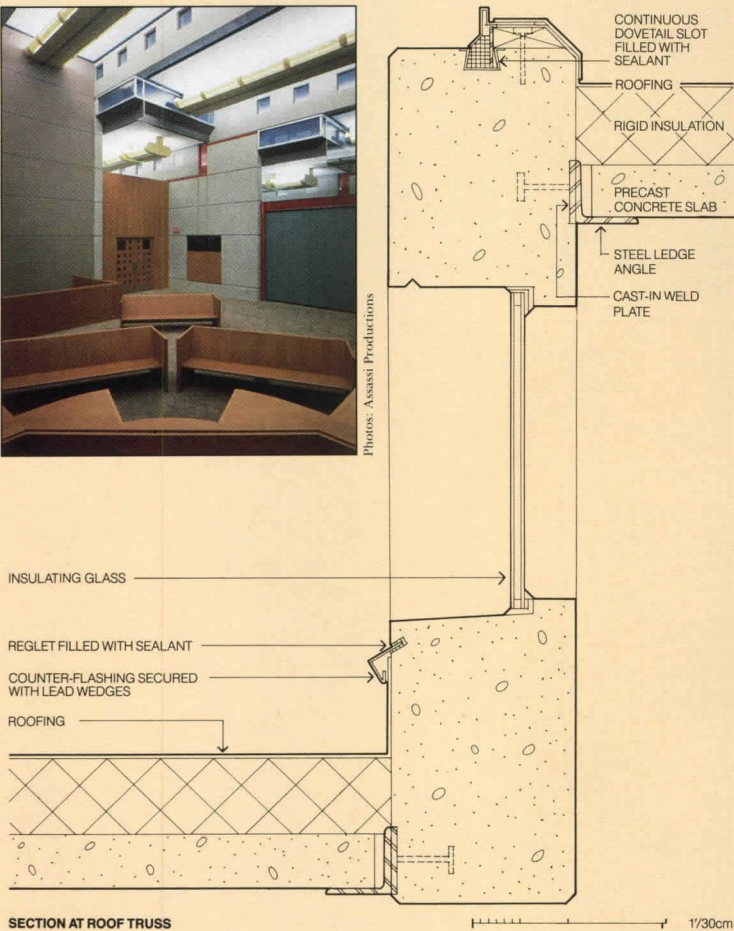 CONTINUOUS
DOVETAIL SLOT
FILLED WITH
SEALANT
ROOFING
RIGID INSULATION
PRECAST
CONCRETE SLAB
STEEL LEDGE
ANGLE
CAST-IN WELD
PLATE
Photos: Assassi Productions
INSULATING GLASS
REGLET FILLED WITH SEALANT
COUNTER-FLASHING SECURED
WITH LEAD WEDGES
ROOFING
SECTION AT ROOF TRUSS
1'/30cm